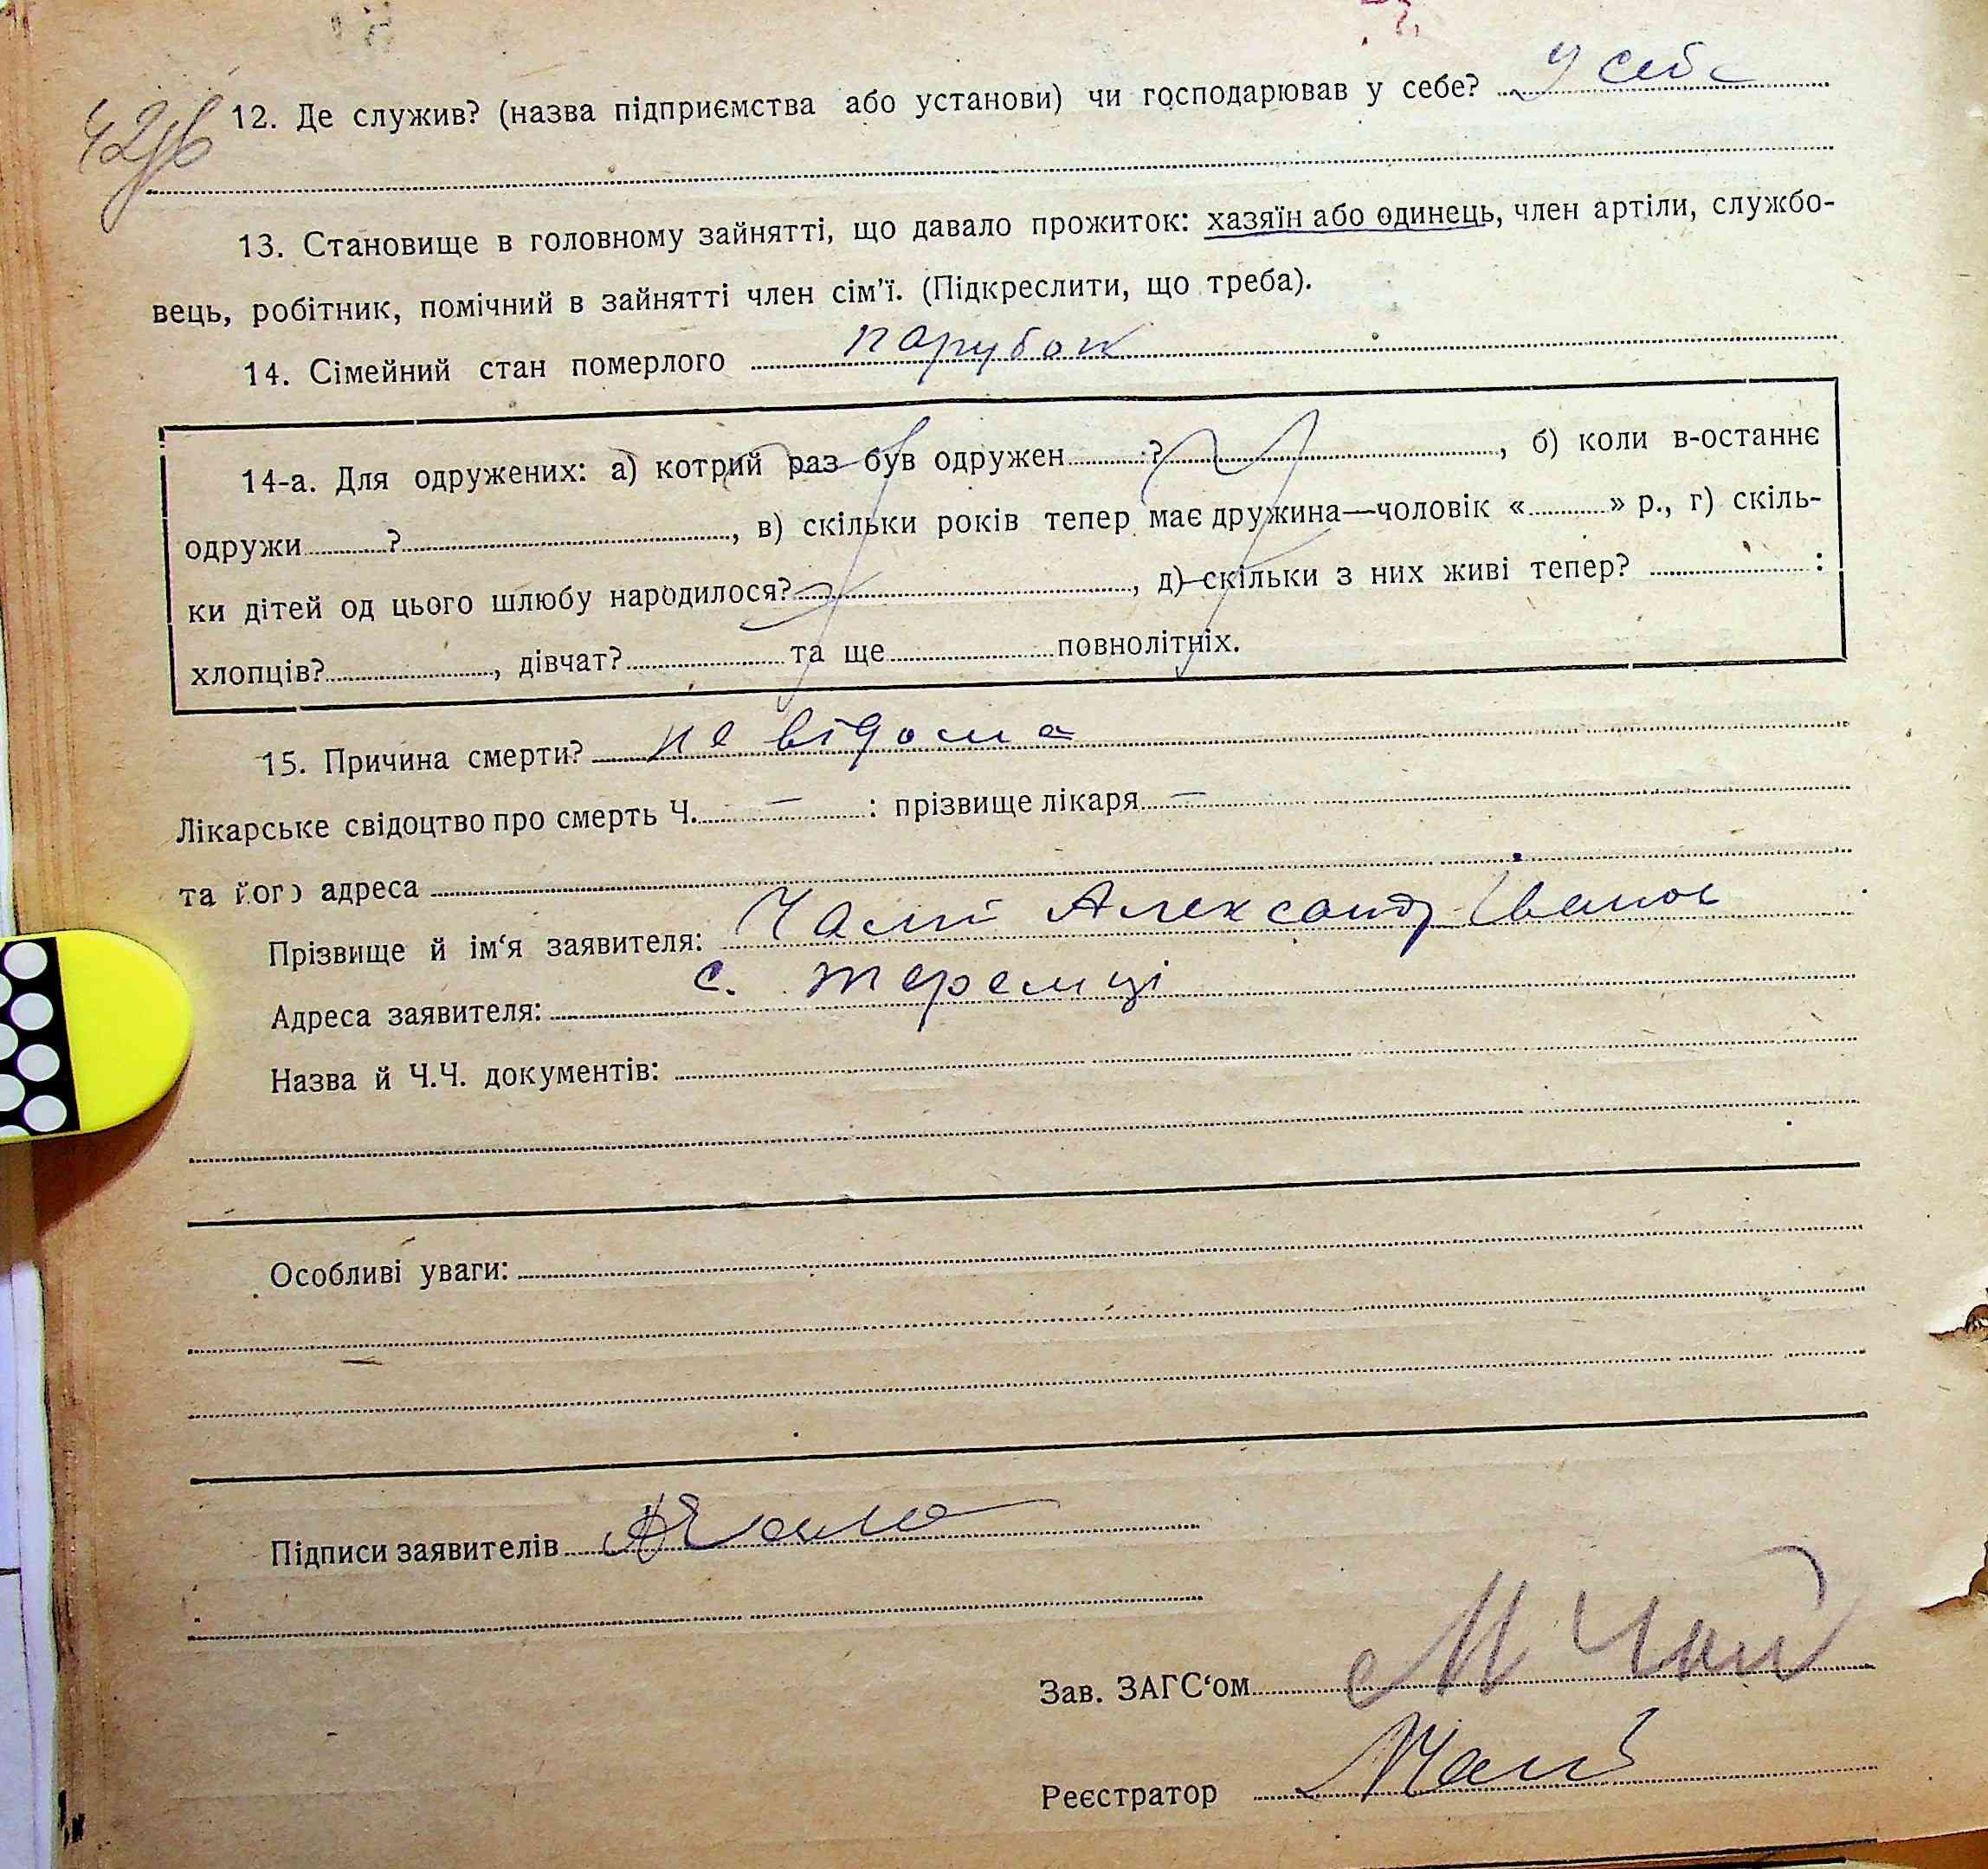 42зв
12. Де служив? (назва підприємства або установи) чи господарював у себе? у себе
13. Становище в головному зайнятті, що давало прожиток: хазяїн або одинець, член артіли, службо-
вець, робітник, помічний в зайнятті член сім'ї. (Підкреслити, що треба).
14. Сімейний стан померлого парубок
14-а. Для одружених: а) котрий раз був одружен ?, б) коли в-останнє
одружи ?, в) скільки років тепер має дружина—чоловік « » р., г) скіль-
ки дітей од цього шлюбу народилося?, д) скільки з них живі тепер? :
хлопців?, дівчат? та ще повнолітніх.
15. Причина смерти? не відома
Лікарське свідоцтво про смерть Ч. — : прізвище лікаря —
та його адреса
Прізвище й ім'я заявителя: Чалий Александр Іванов
Адреса заявителя: с. Теремці
Назва й Ч.Ч. документів:
Особливі уваги:
Підписи заявителів
Зав. ЗАГС'ом
Реєстратор